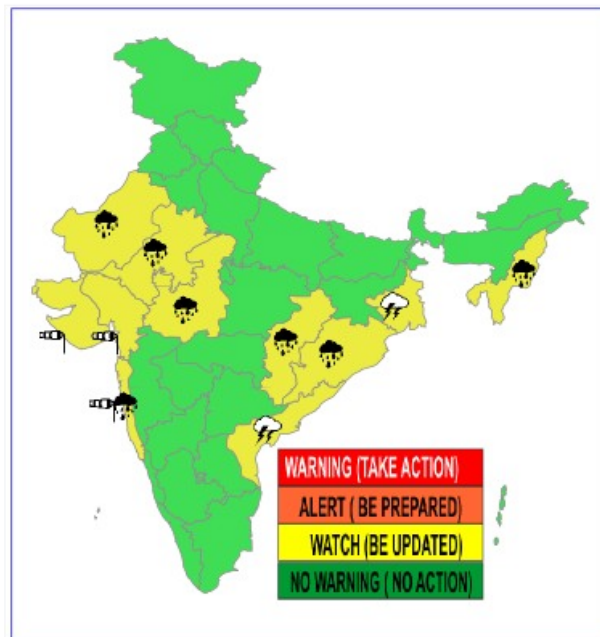 WARNING (TAKE ACTION)
ALERT ( BE PREPARED)
WATCH (BE UPDATED)
NO WARNING ( NO ACTION)